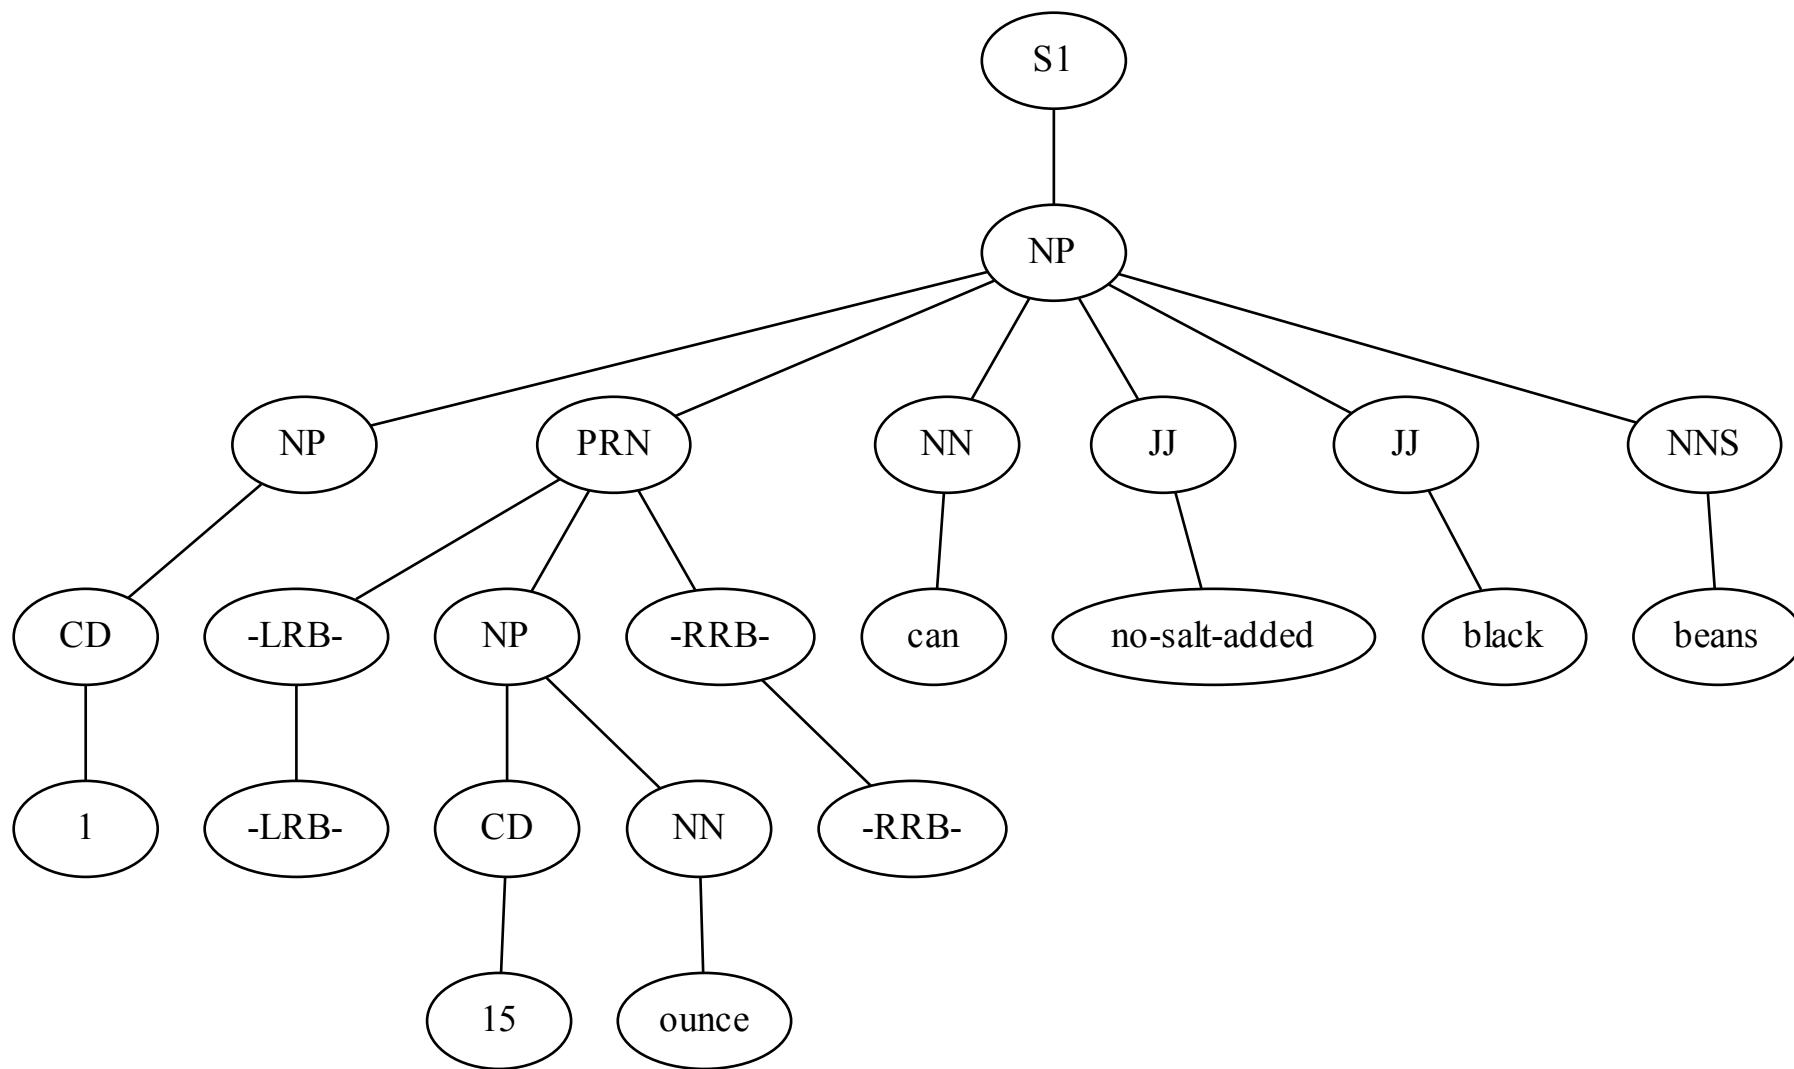 S1
NP
NP PRN NN JJ JJ NNS
CD -LRB- NP -RRB- can no-salt-added black beans
1 -LRB- CD NN -RRB-
15 ounce